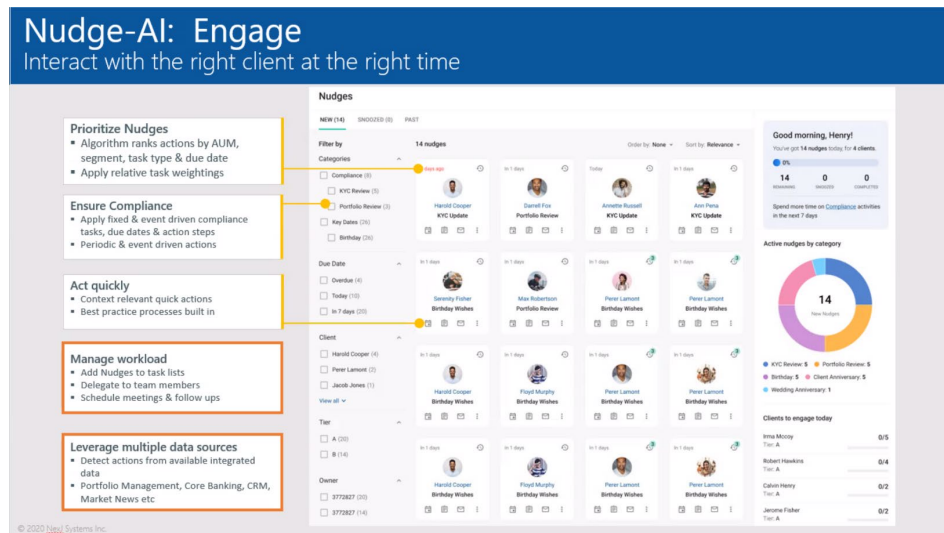 Nudge-AI: Engage
Interact with the right client at the right time
Prioritize Nudges
▪ Algorithm ranks actions by AUM,
segment, task type & due date
▪ Apply relative task weightings
Ensure Compliance
▪ Apply fixed & event driven compliance
tasks, due dates & action steps
▪ Periodic & event driven actions
Act quickly
▪ Context relevant quick actions
▪ Best practice processes built in
Manage workload
▪ Add Nudges to task lists
▪ Delegate to team members
▪ Schedule meetings & follow ups
Leverage multiple data sources
▪ Detect actions from available integrated
data
▪ Portfolio Management, Core Banking, CRM,
Market News etc
© 2020 NexJ Systems Inc.
Nudges
NEW (14) SNOOZED (0) PAST
Filter by
Categories
Compliance (8)
KYC Review (5)
Portfolio Review (3)
Key Dates (26)
Birthday (26)
Due Date
Overdue (4)
Today (10)
In 7 days (20)
Client
Harold Cooper (4)
Perer Lamont (2)
Jacob Jones (1)
View all
Tier
A (20)
B (14)
Owner
3772827 (20)
3772827 (14)
14 nudges Order by: None Sort by: Relevance
days ago In 1 days Today In 1 days
Harold Cooper Darrell Fox Annette Russell Ann Pena
KYC Update Portfolio Review KYC Update KYC Update
In 1 days In 1 days In 1 days In 1 days
Serenity Fisher Max Robertson Perer Lamont Perer Lamont
Birthday Wishes Portfolio Review Birthday Wishes Birthday Wishes
In 1 days In 1 days In 1 days In 1 days
Harold Cooper Floyd Murphy Perer Lamont Perer Lamont
Birthday Wishes Birthday Wishes Birthday Wishes Birthday Wishes
In 1 days In 1 days In 1 days In 1 days
Harold Cooper Floyd Murphy Perer Lamont Perer Lamont
Birthday Wishes Birthday Wishes Birthday Wishes Birthday Wishes
Good morning, Henry!
You've got 14 nudges today, for 4 clients.
0%
14 0 0
REMAINING SNOOZED COMPLETED
Spend more time on Compliance activities
in the next 7 days
Active nudges by category
14
New Nudges
KYC Review: 5 Portfolio Review: 5
Birthday: 5 Client Anniversary: 5
Wedding Anniversary: 1
Clients to engage today
Irma Mccoy 0/5
Tier: A
Robert Hawkins 0/4
Tier: A
Calvin Henry 0/2
Tier: A
Jerome Fisher 0/2
Tier: A